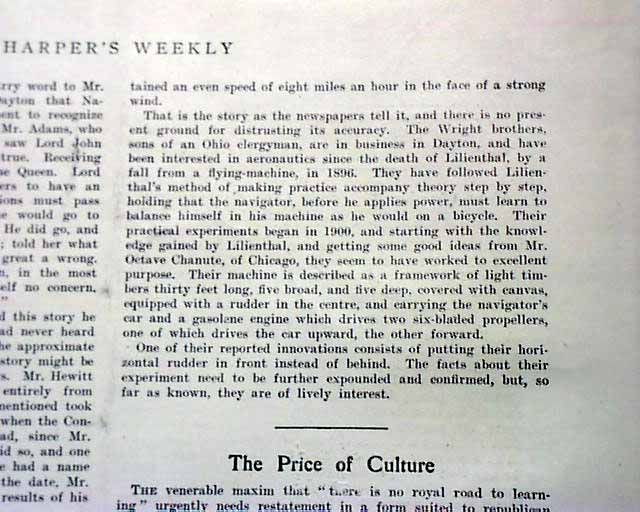 HARPER'S WEEKLY
rry word to Mr.
ayton that Na-
ent to recognize
Mr. Adams, who
saw Lord John
true. Receiving
he Queen. Lord
ers to have an
ions must pass
e would go to
He did go, and
; told her what
great a wrong.
n, in the most
elf no concern.
"
d this story he
ad never heard
he approximate
story might be
s. Mr. Hewitt
entirely from
mentioned took
when the Con-
ad, since Mr.
id so, and one
e had a name
the date, Mr.
results of his
tained an even speed of eight miles an hour in the face of a strong
wind.
That is the story as the newspapers tell it, and there is no pres-
ent ground for distrusting its accuracy. The Wright brothers,
sons of an Ohio clergyman, are in business in Dayton, and have
been interested in aeronautics since the death of Lilienthal, by a
fall from a flying-machine, in 1896. They have followed Lilien-
thal's method of making practice accompany theory step by step,
holding that the navigator, before he applies power, must learn to
balance himself in his machine as he would on a bicycle. Their
practical experiments began in 1900, and starting with the knowl-
edge gained by Lilienthal, and getting some good ideas from Mr.
Octave Chanute, of Chicago, they seem to have worked to excellent
purpose. Their machine is described as a framework of light tim-
bers thirty feet long, five broad, and five deep, covered with canvas,
equipped with a rudder in the centre, and carrying the navigator's
car and a gasolene engine which drives two six-bladed propellers,
one of which drives the car upward, the other forward.
One of their reported innovations consists of putting their hori-
zontal rudder in front instead of behind. The facts about their
experiment need to be further expounded and confirmed, but, so
far as known, they are of lively interest.
The Price of Culture
THE venerable maxim that "there is no royal road to learn-
ing" urgently needs restatement in a form suited to republican